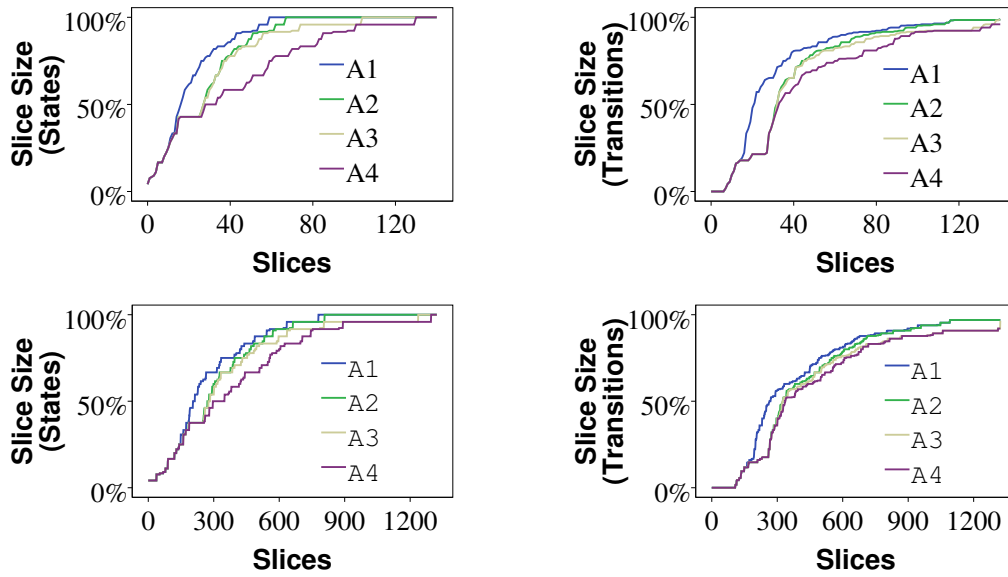 Slice Size
(States)
100%
50%
0%
A1
A2
A3
A4
0 40 80 120
Slices
Slice Size
(Transitions)
100%
50%
0%
A1
A2
A3
A4
0 40 80 120
Slices
Slice Size
(States)
100%
50%
0%
A1
A2
A3
A4
0 300 600 900 1200
Slices
Slice Size
(Transitions)
100%
50%
0%
A1
A2
A3
A4
0 300 600 900 1200
Slices